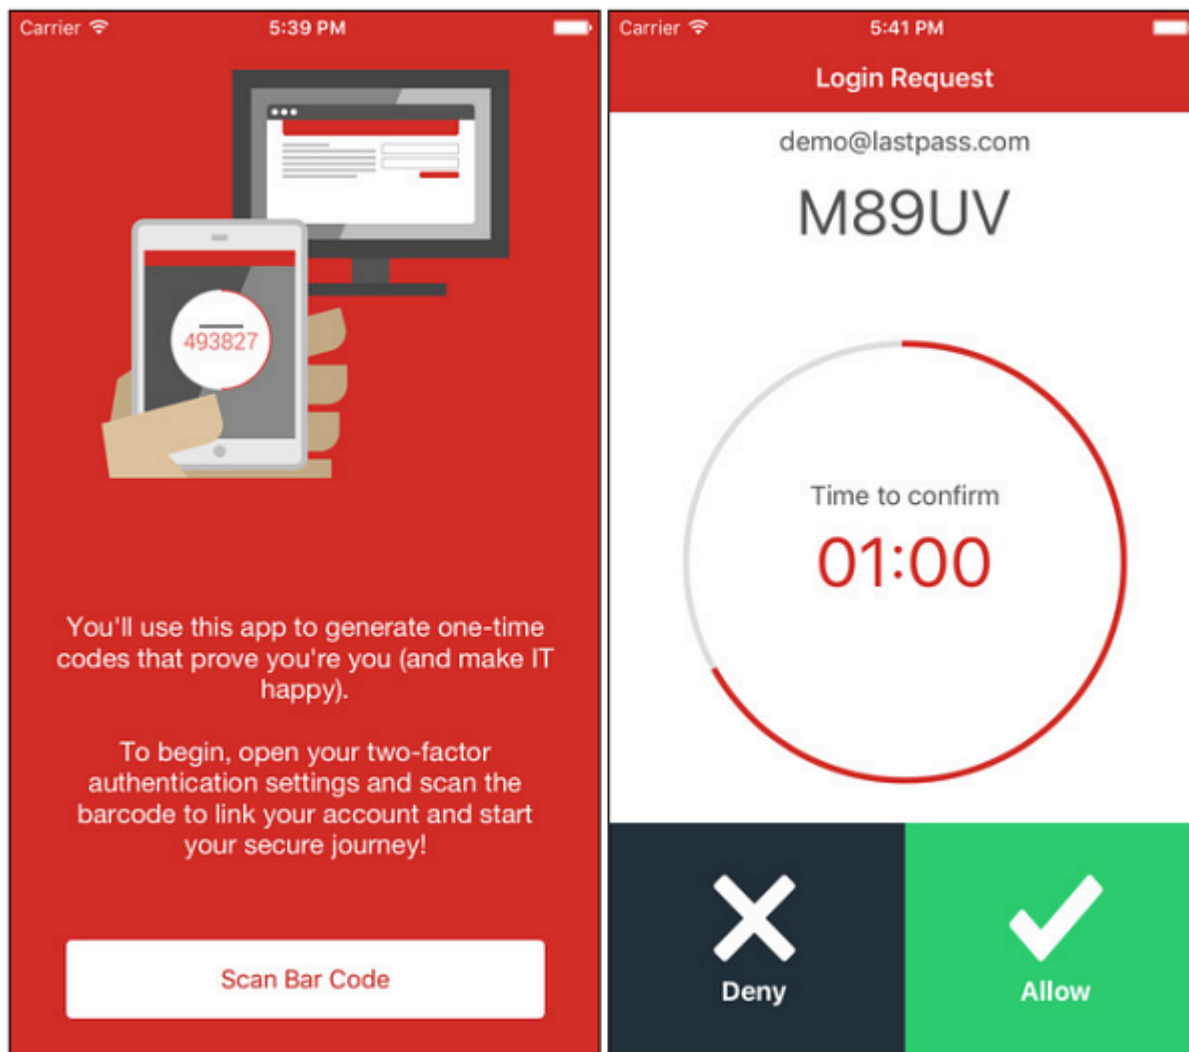 Carrier 5:39 PM
493827
You'll use this app to generate one-time
codes that prove you're you (and make IT
happy).
To begin, open your two-factor
authentication settings and scan the
barcode to link your account and start
your secure journey!
Scan Bar Code
Carrier 5:41 PM
Login Request
demo@lastpass.com
M89UV
Time to confirm
01:00
Deny
Allow